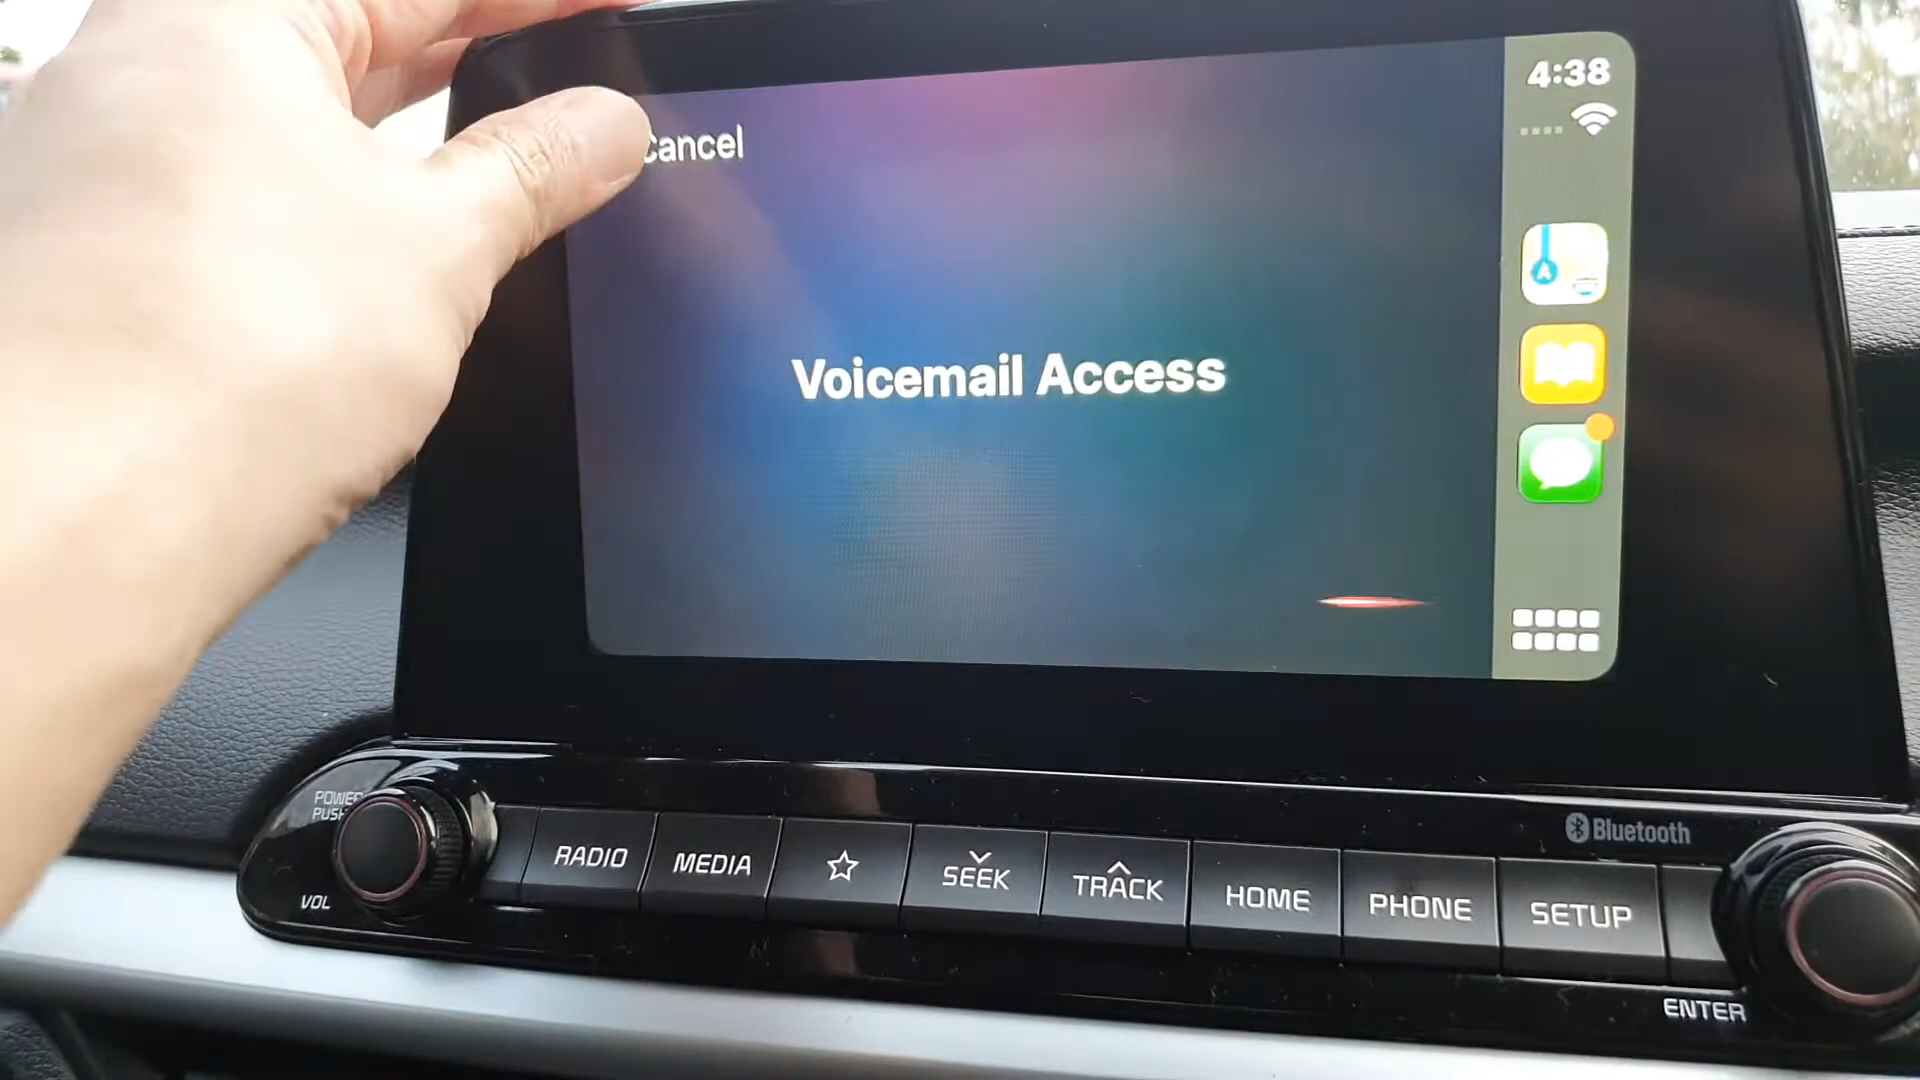 4:38
cancel
Voicemail Access
POWER
PUSH
VOL
RADIO
MEDIA
SEEK
TRACK
HOME
PHONE
SETUP
Bluetooth
ENTER